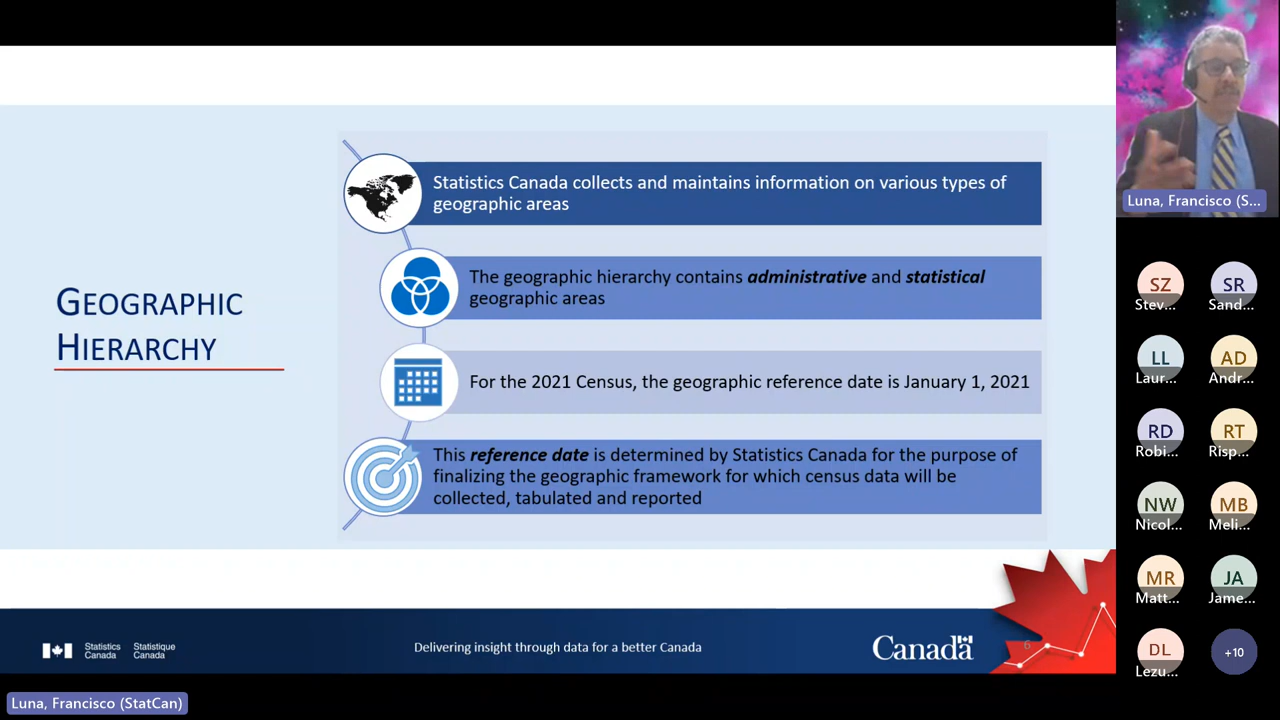 GEOGRAPHIC
HIERARCHY
Statistics Canada collects and maintains information on various types of
geographic areas
The geographic hierarchy contains administrative and statistical
geographic areas
For the 2021 Census, the geographic reference date is January 1, 2021
This reference date is determined by Statistics Canada for the purpose of
finalizing the geographic framework for which census data will be
collected, tabulated and reported
Statistics Statistique
Canada Canada
Delivering insight through data for a better Canada
Canada
6
Luna, Francisco (StatCan)
Luna, Francisco (S...
SZ SR
Stev... Sand...
LL AD
Laur... Andr...
RD RT
Robi... Risp...
NW MB
Nicol... Meli...
MR JA
Matt... Jame...
DL +10
Lezu...